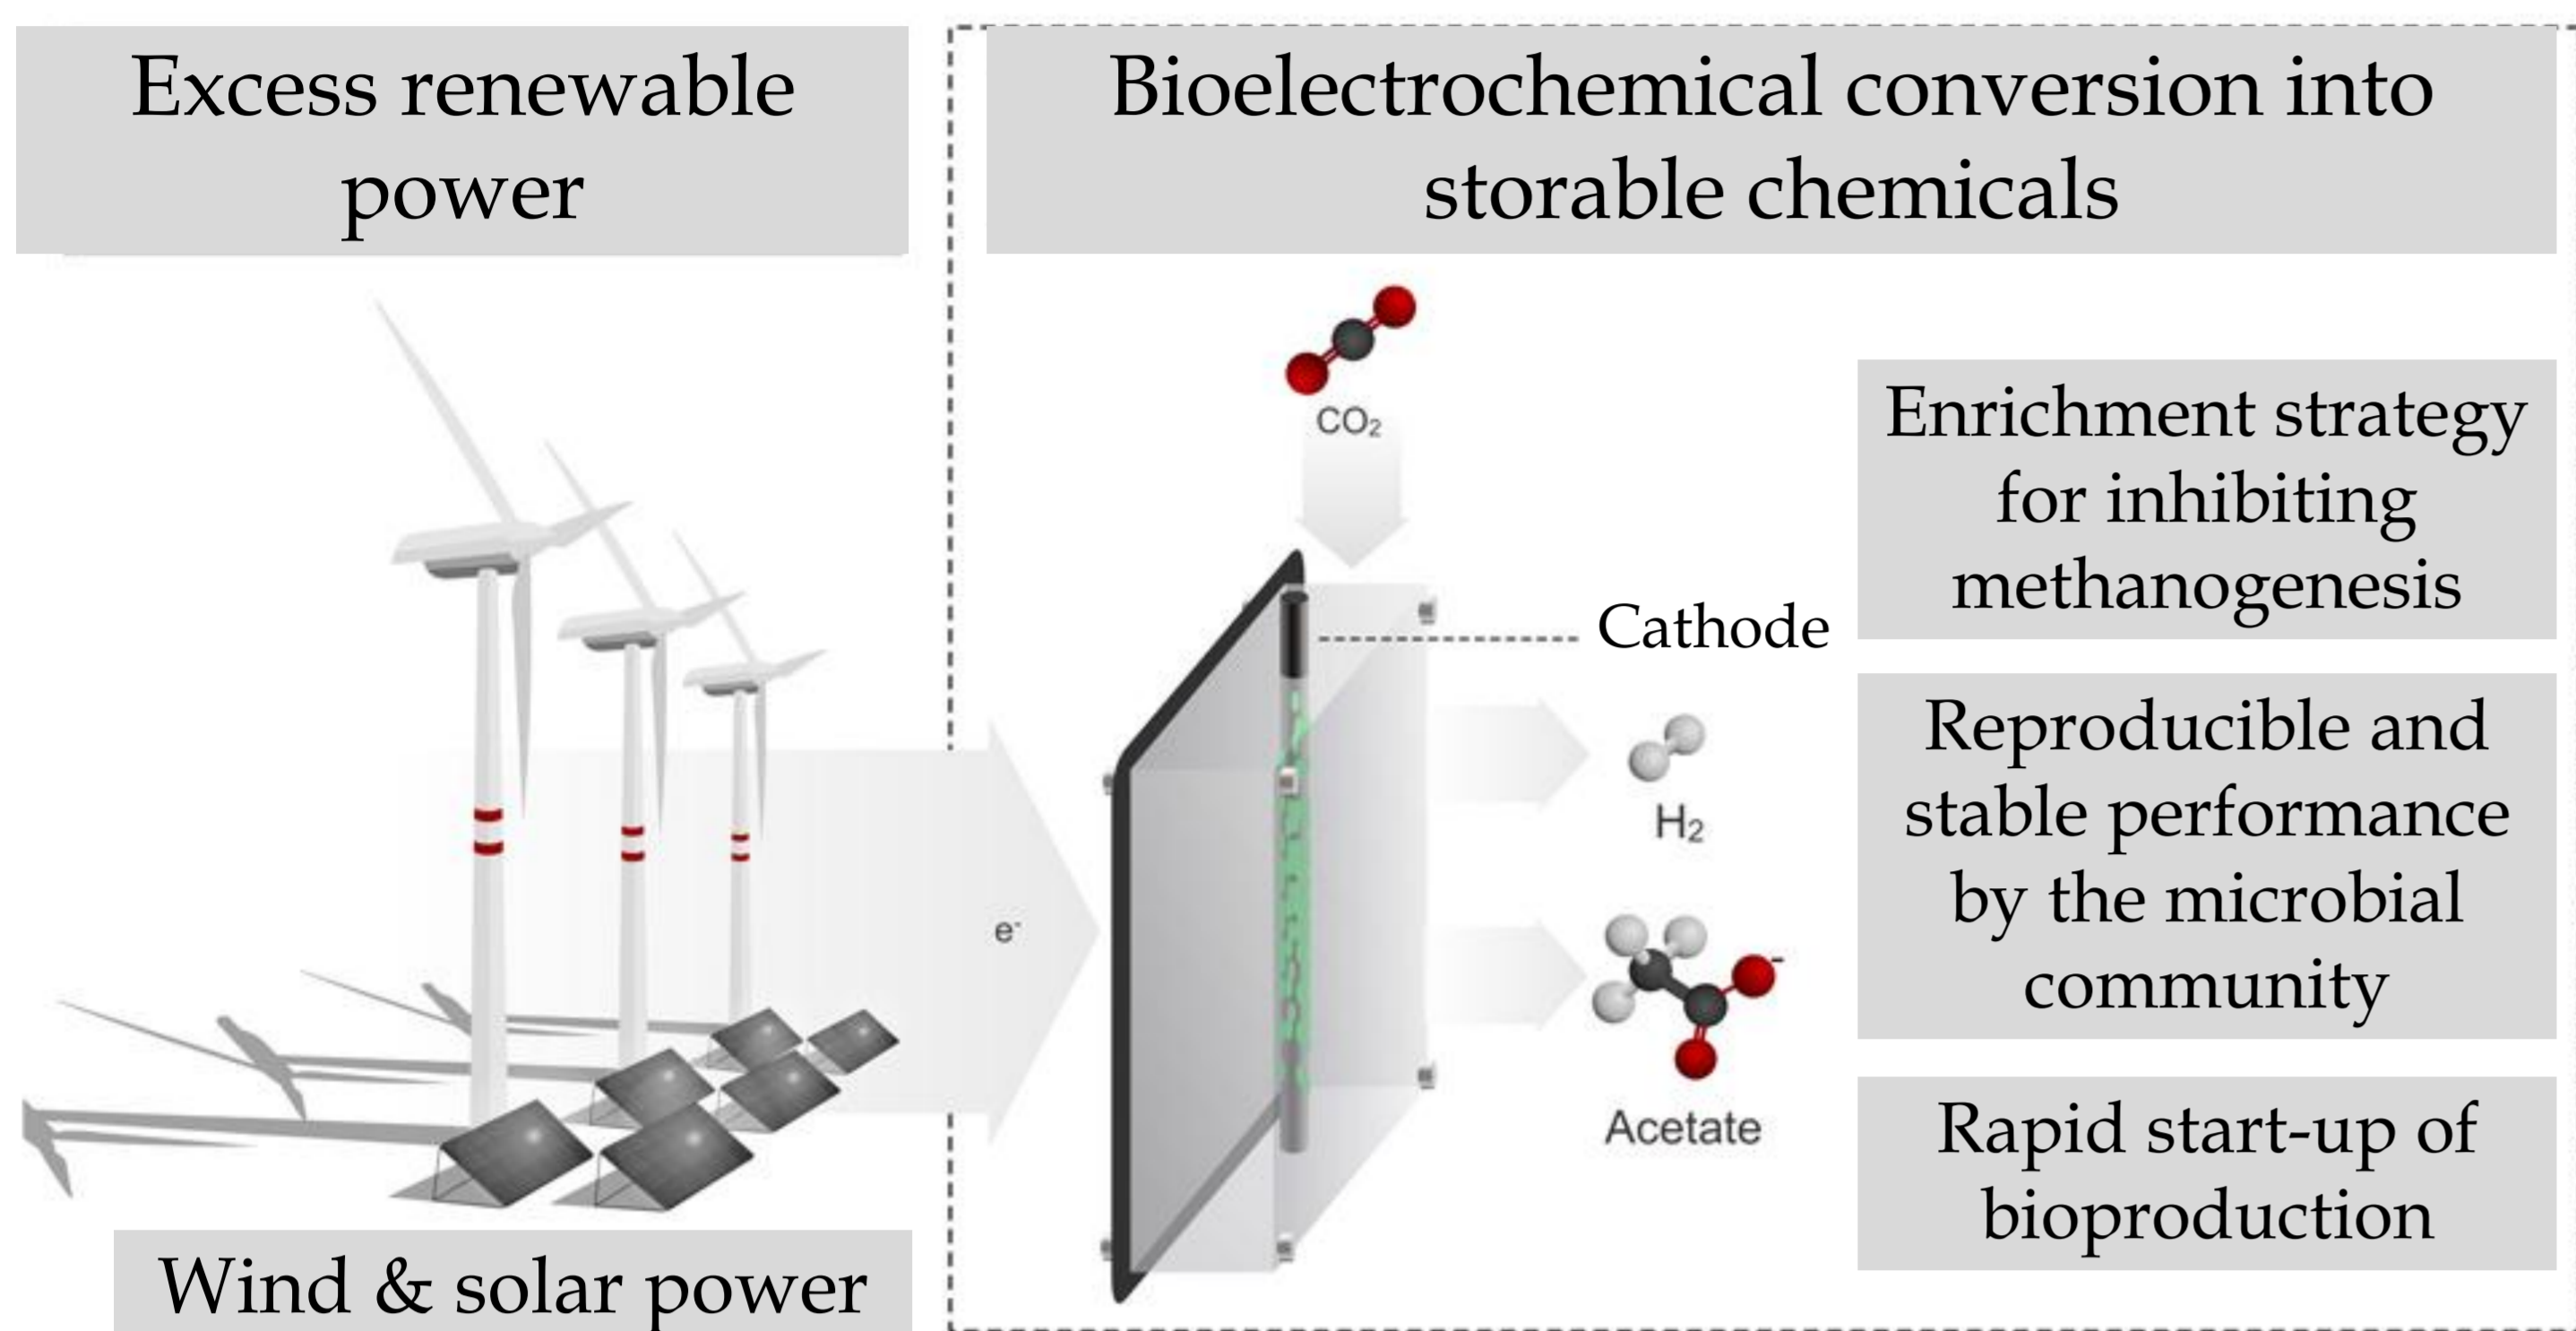 Excess renewable
power
Bioelectrochemical conversion into
storable chemicals
CO₂
Enrichment strategy
for inhibiting
methanogenesis
Cathode
Reproducible and
stable performance
by the microbial
community
H₂
e⁻
-
Acetate
Rapid start-up of
bioproduction
Wind & solar power